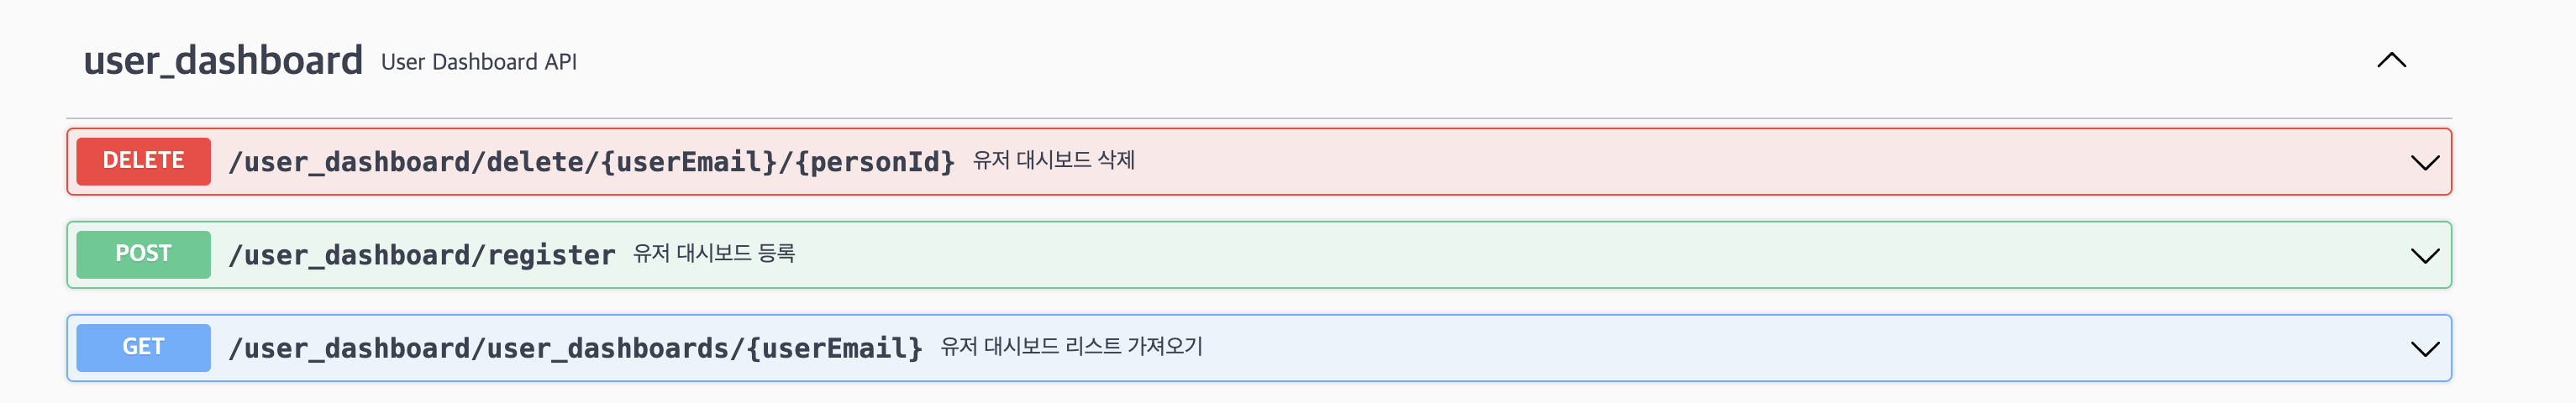 user_dashboard User Dashboard API
DELETE /user_dashboard/delete/{userEmail}/{personId} 유저 대시보드 삭제
POST /user_dashboard/register 유저 대시보드 등록
GET /user_dashboard/user_dashboards/{userEmail} 유저 대시보드 리스트 가져오기